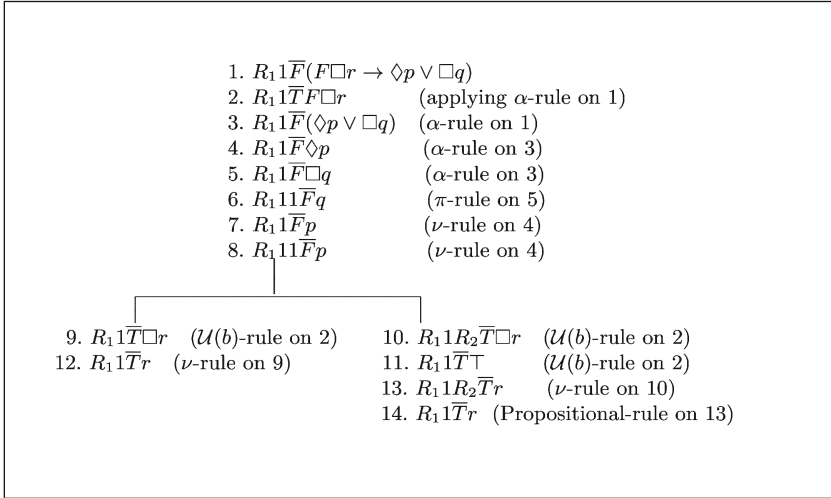 1. R₁1F̅(F□r → ◊p ∨ □q)
2. R₁1T̅F□r (applying α-rule on 1)
3. R₁1F̅(◊p ∨ □q) (α-rule on 1)
4. R₁1F̅◊p (α-rule on 3)
5. R₁1F̅□q (α-rule on 3)
6. R₁11F̅q (π-rule on 5)
7. R₁1F̅p (ν-rule on 4)
8. R₁11F̅p (ν-rule on 4)
9. R₁1T̅□r (𝒰(b)-rule on 2) 10. R₁1R₂T̅□r (𝒰(b)-rule on 2)
12. R₁1T̅r (ν-rule on 9) 11. R₁1T̅⊤ (𝒰(b)-rule on 2)
13. R₁1R₂T̅r (ν-rule on 10)
14. R₁1T̅r (Propositional-rule on 13)